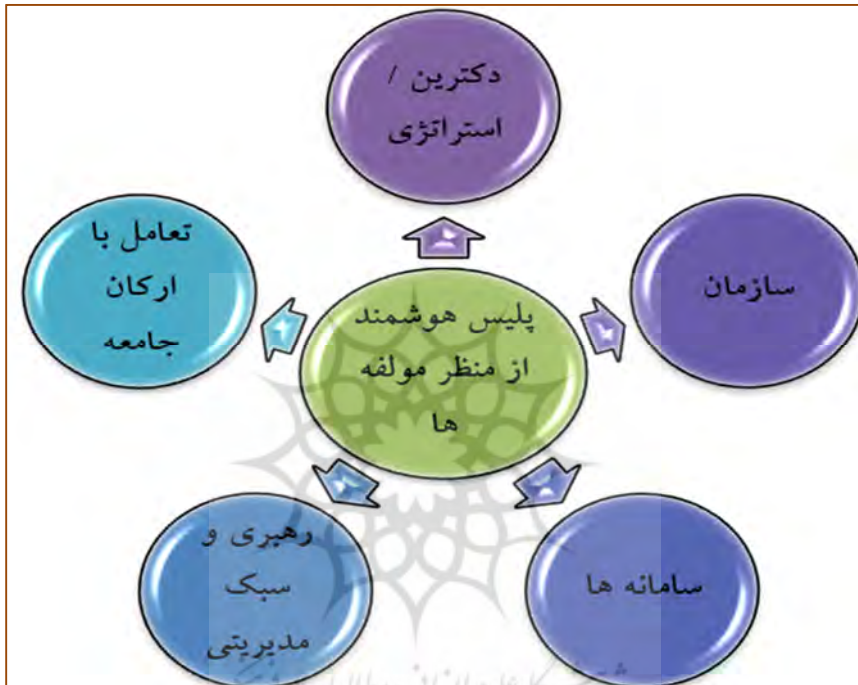 دکترین /
استراتژی
تعامل با
ارکان
جامعه
سازمان
پلیس هوشمند
از منظر مولفه
ها
رهبری و
سبک
مدیریتی
سامانه ها